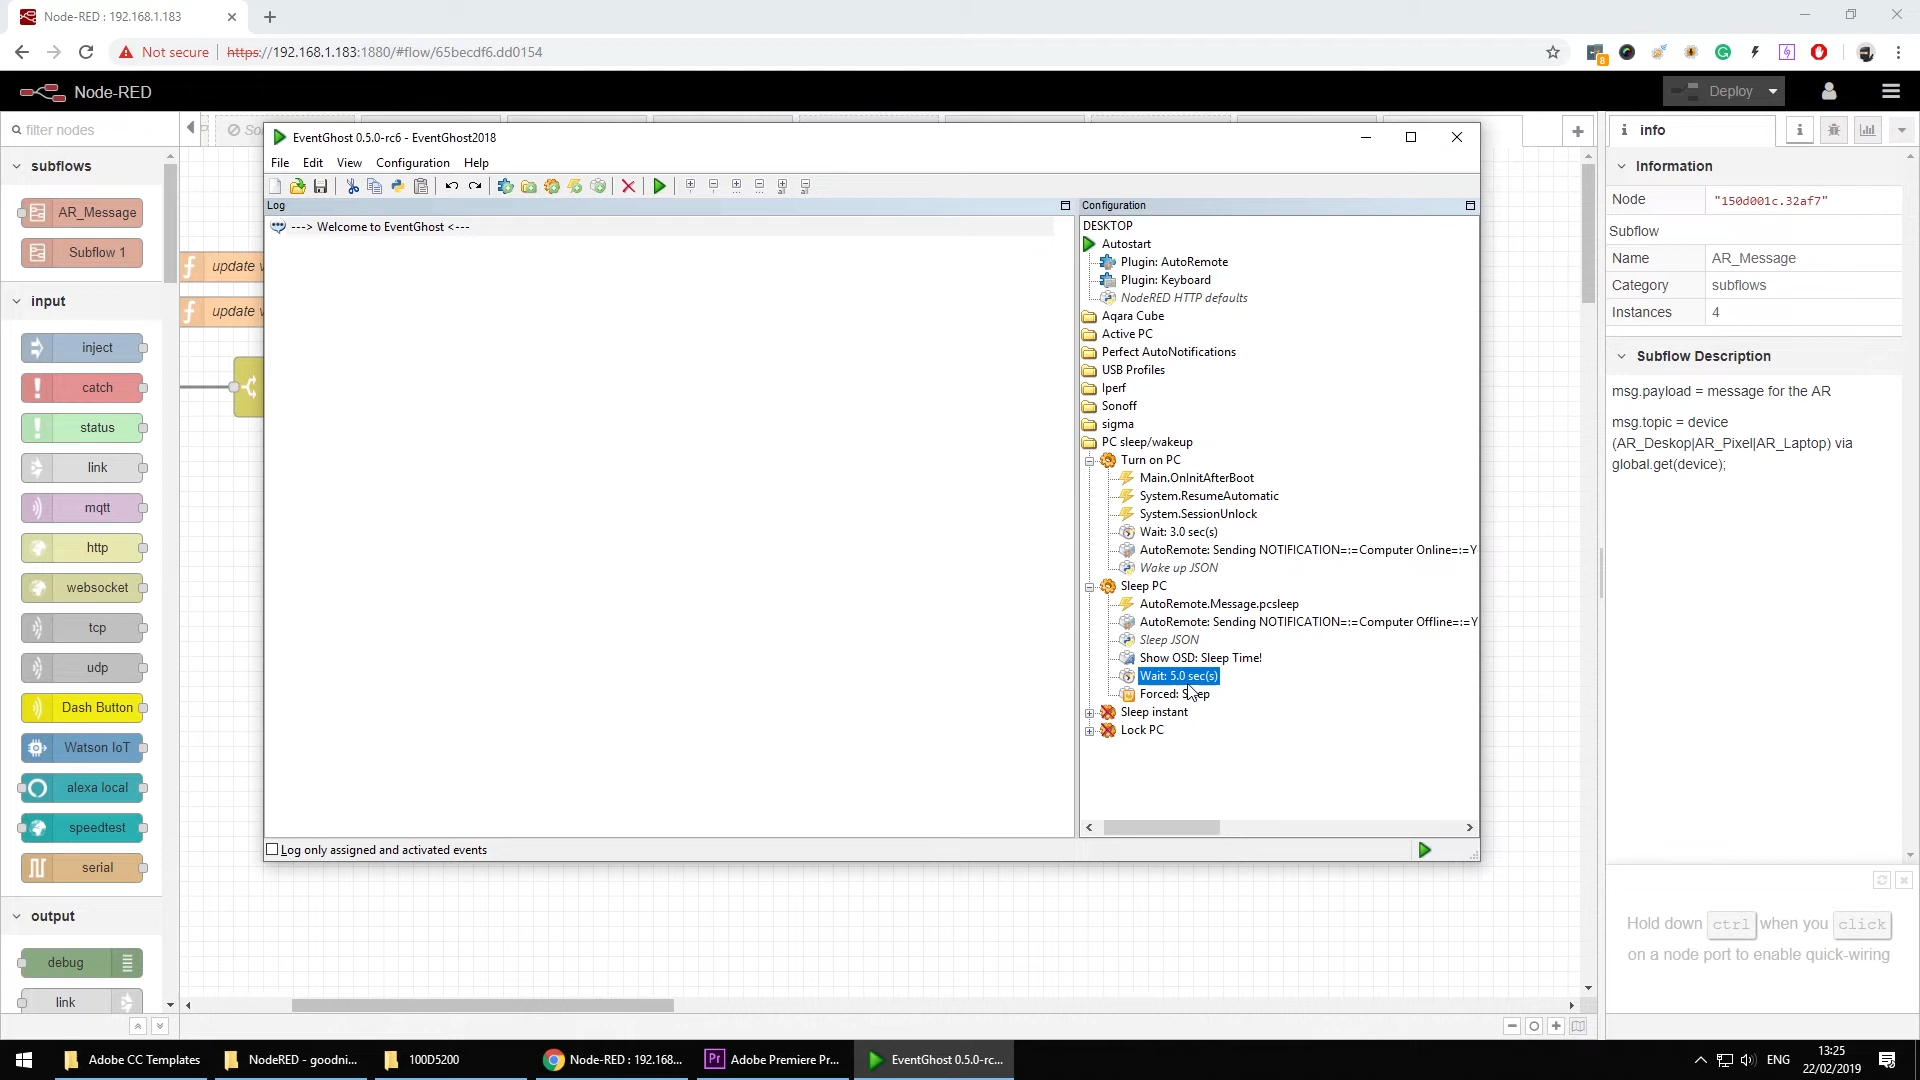 Node-RED : 192.168.1.183
Not secure
https://192.168.1.183:1880/#flow/65becdf6.dd0154
8
Node-RED
Deploy
filter nodes
subflows
AR_Message
Subflow 1
input
inject
catch
status
link
mqtt
http
websocket
tcp
udp
Dash Button
Watson IoT
alexa local
speedtest
serial
output
debug
link
update
update
EventGhost 0.5.0-rc6 - EventGhost2018
File Edit View Configuration Help
Log
---> Welcome to EventGhost <---
Configuration
DESKTOP
Autostart
Plugin: AutoRemote
Plugin: Keyboard
NodeRED HTTP defaults
Aqara Cube
Active PC
Perfect AutoNotifications
USB Profiles
Iperf
Sonoff
sigma
PC sleep/wakeup
Turn on PC
Main.OnInitAfterBoot
System.ResumeAutomatic
System.SessionUnlock
Wait: 3.0 sec(s)
AutoRemote: Sending NOTIFICATION=:=Computer Online=:=Y
Wake up JSON
Sleep PC
AutoRemote.Message.pcsleep
AutoRemote: Sending NOTIFICATION=:=Computer Offline=:=Y
Sleep JSON
Show OSD: Sleep Time!
Wait: 5.0 sec(s)
Forced: Sleep
Sleep instant
Lock PC
Log only assigned and activated events
info
Information
Node "150d001c.32af7"
Subflow
Name AR_Message
Category subflows
Instances 4
Subflow Description
msg.payload = message for the AR
msg.topic = device
(AR_Deskop|AR_Pixel|AR_Laptop) via
global.get(device);
Hold down ctrl when you click
on a node port to enable quick-wiring
Adobe CC Templates
NodeRED - goodni...
100D5200
Node-RED : 192.168...
Adobe Premiere Pr...
EventGhost 0.5.0-rc...
ENG
13:25
22/02/2019